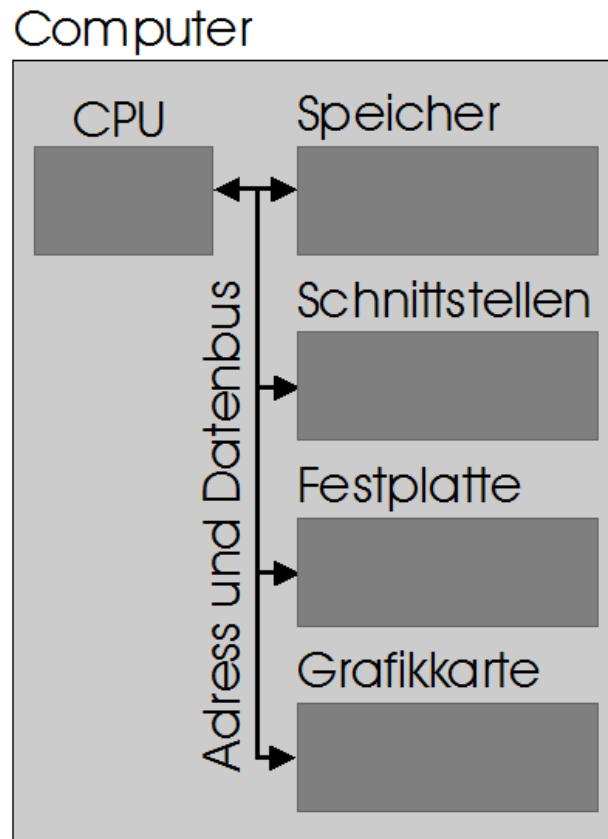 Computer
CPU
Speicher
Schnittstellen
Adress und Datenbus
Festplatte
Grafikkarte